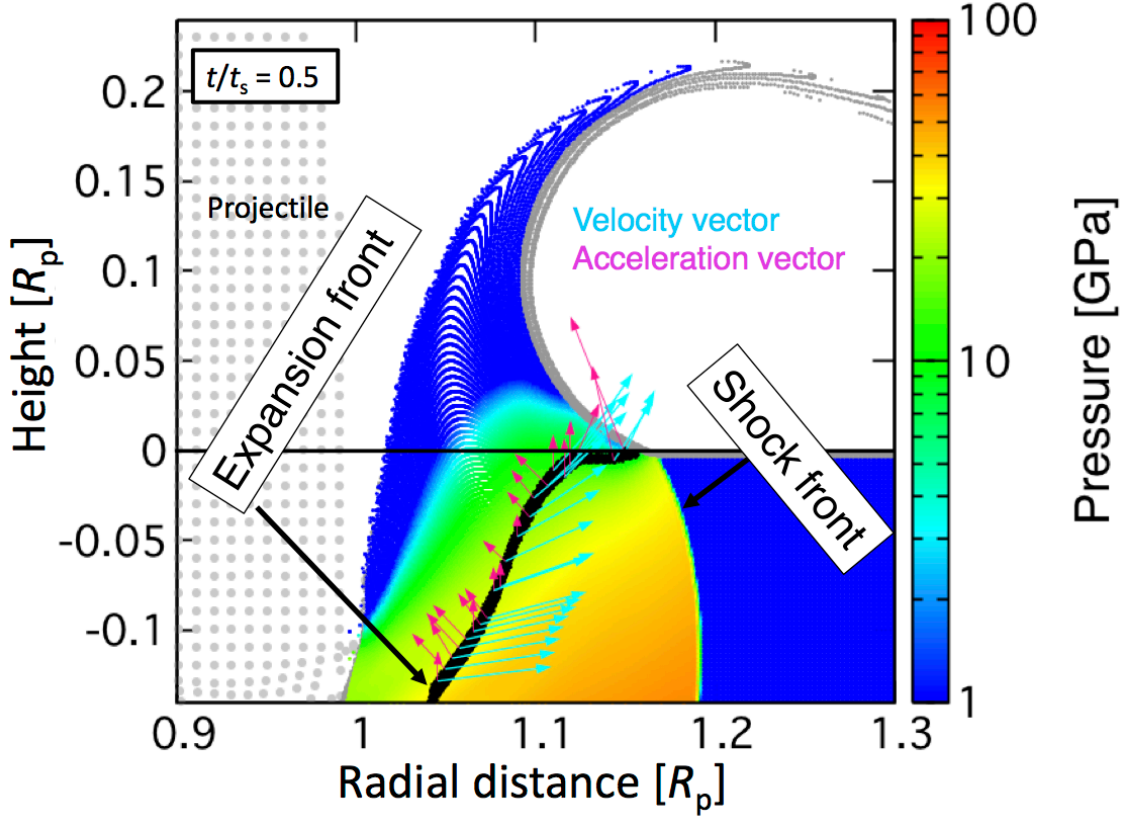 t/ts = 0.5
Projectile
Expansion front
Velocity vector
Acceleration vector
Shock front
Height [Rp]
0.2
0.15
0.1
0.05
0
-0.05
-0.1
0.9
1
1.1
1.2
1.3
Radial distance [Rp]
100
10
1
Pressure [GPa]